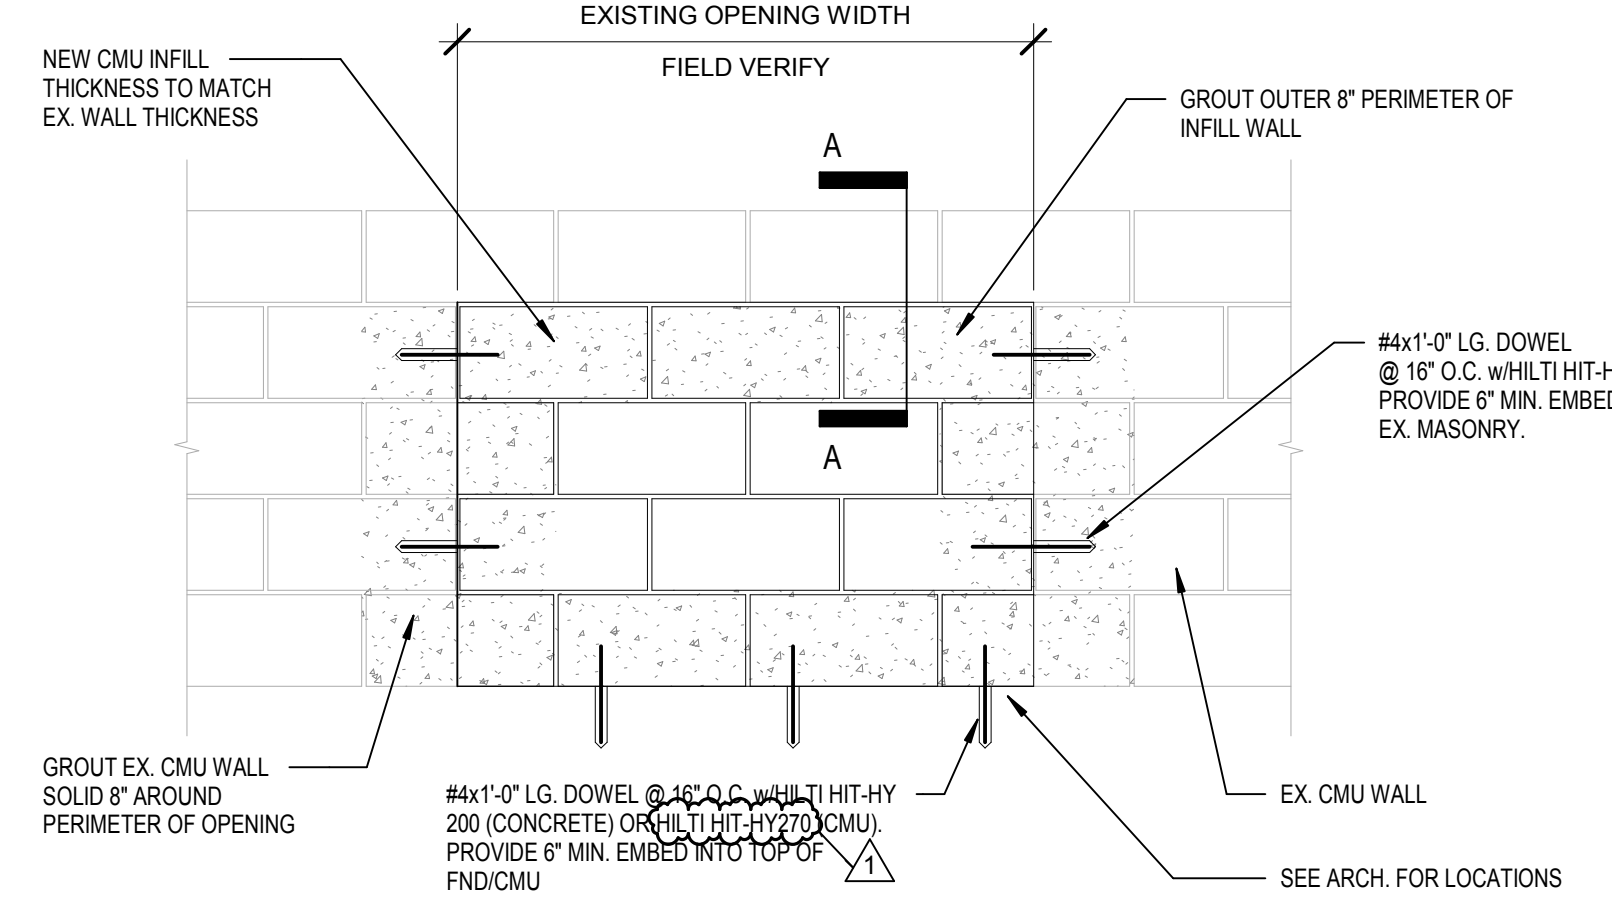 EXISTING OPENING WIDTH
FIELD VERIFY
NEW CMU INFILL
THICKNESS TO MATCH
EX. WALL THICKNESS
GROUT OUTER 8" PERIMETER OF
INFILL WALL
A
A
#4x1'-0" LG. DOWEL
@ 16" O.C. w/HILTI HIT-H
PROVIDE 6" MIN. EMBED
EX. MASONRY.
GROUT EX. CMU WALL
SOLID 8" AROUND
PERIMETER OF OPENING
#4x1'-0" LG. DOWEL @ 16" O.C. w/HILTI HIT-HY
200 (CONCRETE) OR HILTI HIT-HY270 (CMU).
PROVIDE 6" MIN. EMBED INTO TOP OF
FND/CMU
1
EX. CMU WALL
SEE ARCH. FOR LOCATIONS